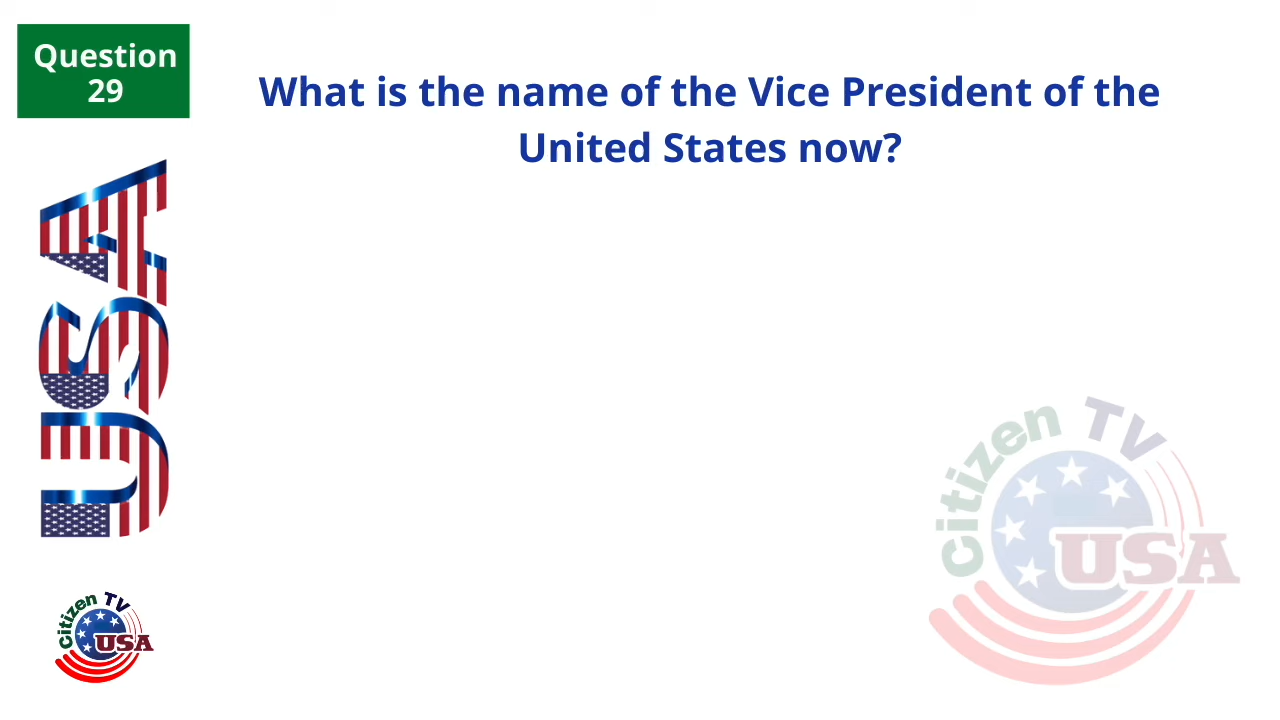 Question
29
What is the name of the Vice President of the
United States now?
USA
Citizen TV
USA
Citizen TV
USA